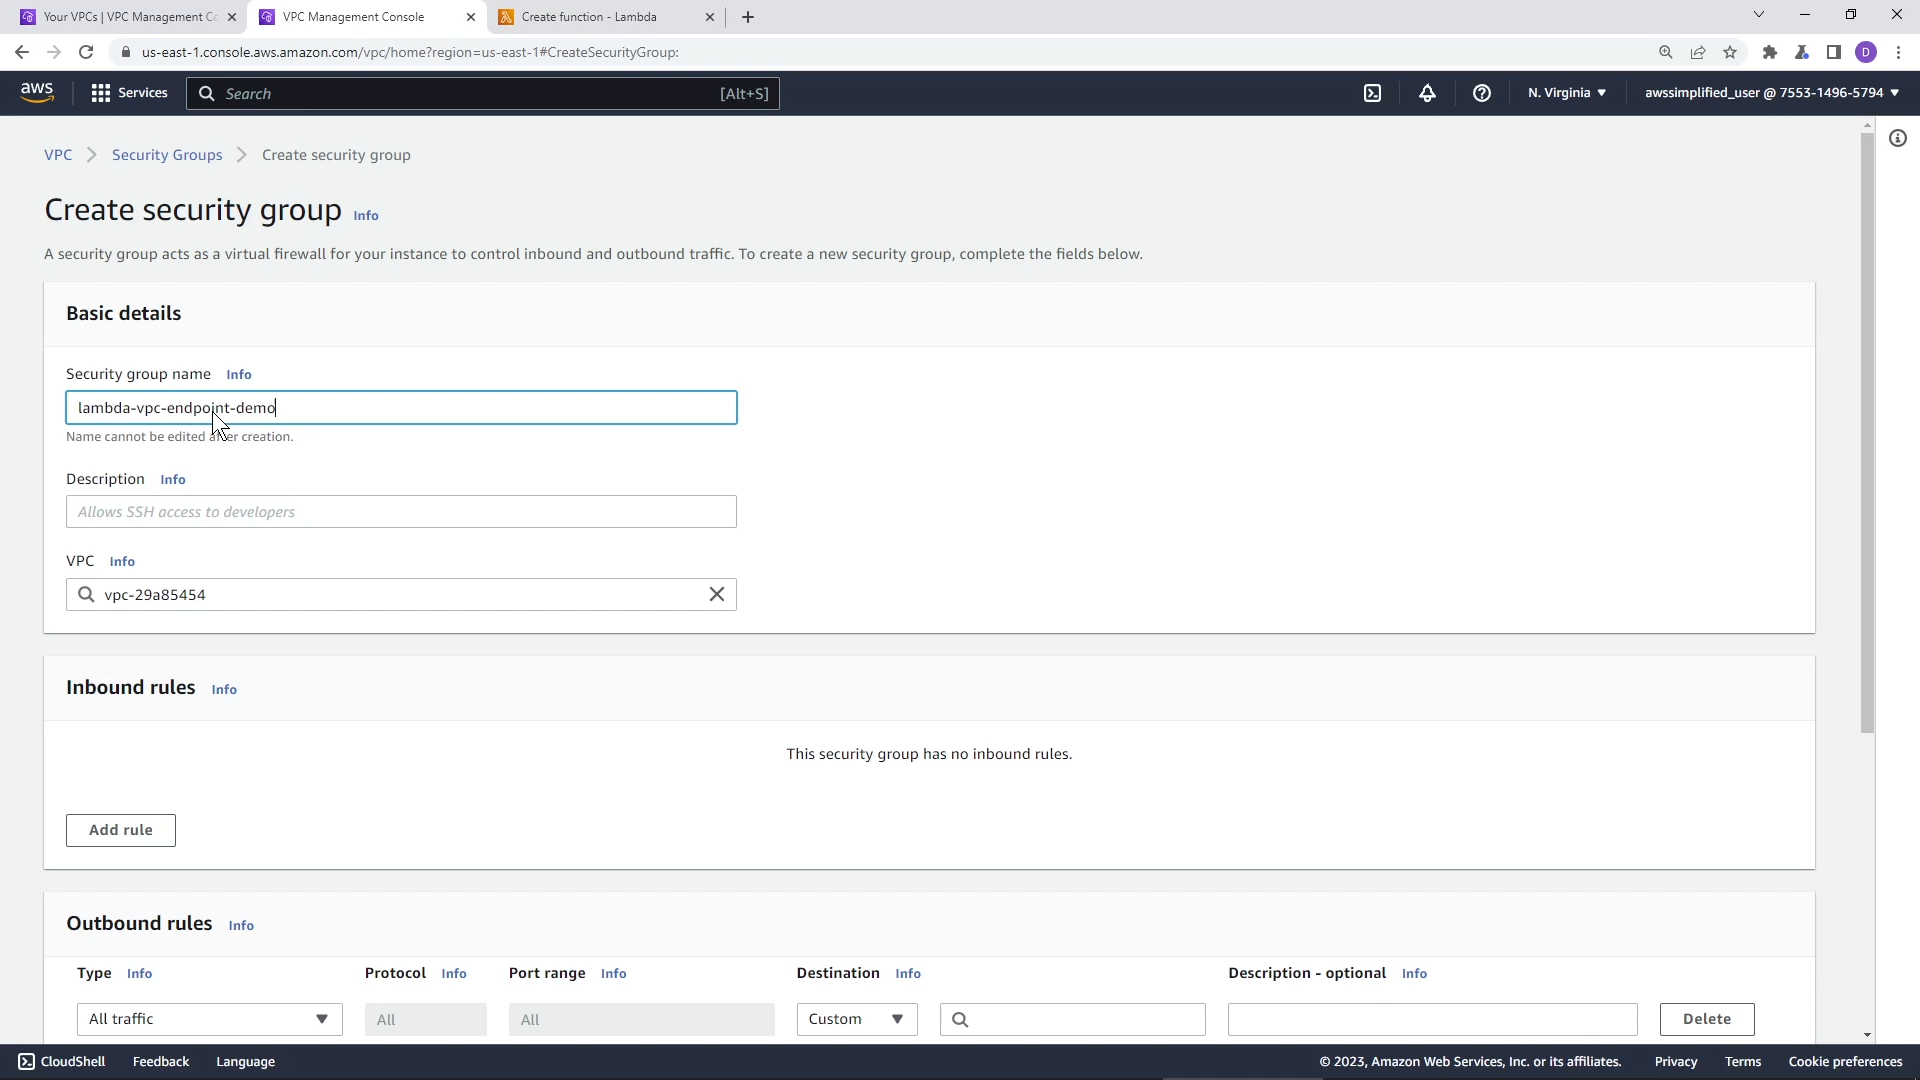 Your VPCs | VPC Management Co
VPC Management Console
Create function - Lambda
us-east-1.console.aws.amazon.com/vpc/home?region=us-east-1#CreateSecurityGroup:
D
aws
Services
Search
[Alt+S]
N. Virginia
awssimplified_user @ 7553-1496-5794
VPC
Security Groups
Create security group
Create security group Info
A security group acts as a virtual firewall for your instance to control inbound and outbound traffic. To create a new security group, complete the fields below.
Basic details
Security group name Info
lambda-vpc-endpoint-demo
Name cannot be edited after creation.
Description Info
Allows SSH access to developers
VPC Info
vpc-29a85454
Inbound rules Info
This security group has no inbound rules.
Add rule
Outbound rules Info
Type Info Protocol Info Port range Info Destination Info Description - optional Info
All traffic All All Custom Delete
CloudShell Feedback Language © 2023, Amazon Web Services, Inc. or its affiliates. Privacy Terms Cookie preferences